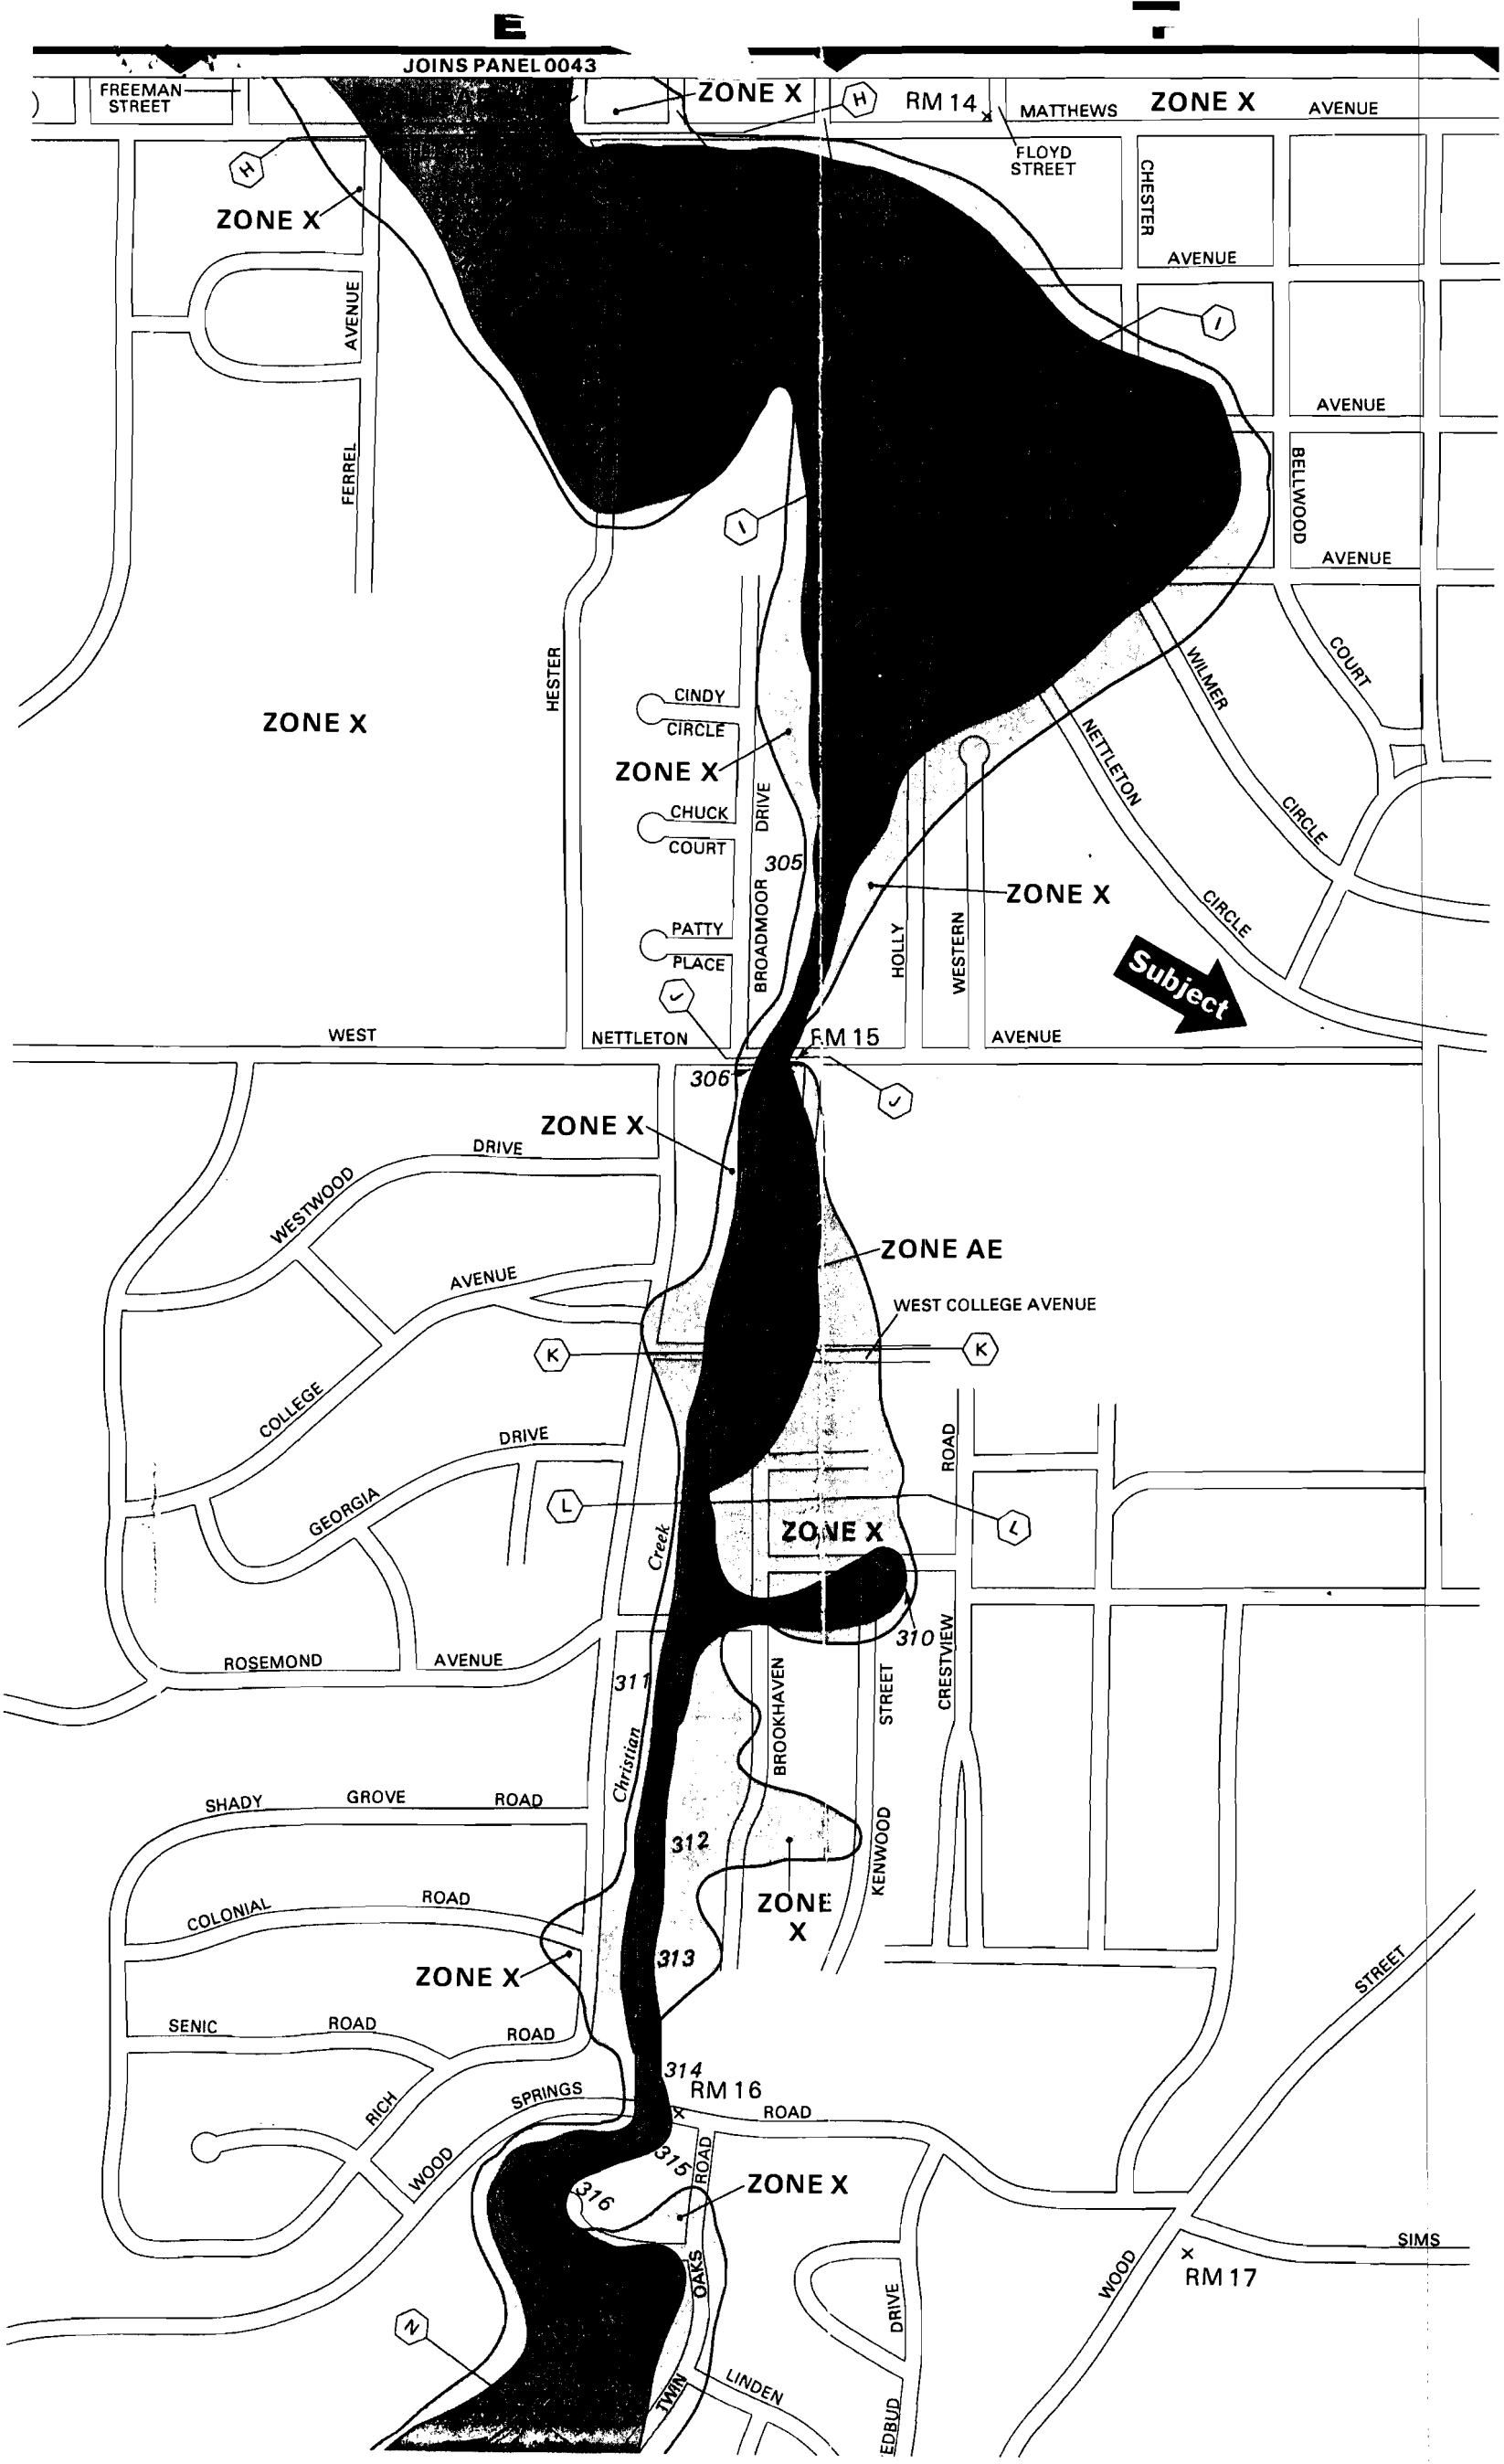 E
JOINS PANEL 0043
FREEMAN
STREET
ZONE X
H
RM 14
MATTHEWS
ZONE X
AVENUE
FLOYD
STREET
H
ZONE X
CHESTER
AVENUE
AVENUE
I
FERREL
AVENUE
BELLWOOD
AVENUE
I
HESTER
CINDY
CIRCLE
WILMER
COURT
ZONE X
ZONE X
NETTLETON
DRIVE
CHUCK
COURT
CIRCLE
305
BROADMOOR
ZONE X
CIRCLE
PATTY
PLACE
HOLLY
WESTERN
Subject
J
WEST
NETTLETON
RM 15
AVENUE
306
J
ZONE X
DRIVE
WESTWOOD
ZONE AE
AVENUE
WEST COLLEGE AVENUE
K
K
COLLEGE
DRIVE
ROAD
GEORGIA
L
L
ZONE X
Creek
310
ROSEMOND
AVENUE
311
BROOKHAVEN
STREET
CRESTVIEW
Christian
SHADY
GROVE
ROAD
312
KENWOOD
COLONIAL
ROAD
ZONE
X
313
ZONE X
STREET
SENIC
ROAD
ROAD
314
RM 16
RICH
SPRINGS
ROAD
WOOD
315
ROAD
316
ZONE X
SIMS
OAKS
WOOD
RM 17
DRIVE
N
TWIN
LINDEN
EDBUD